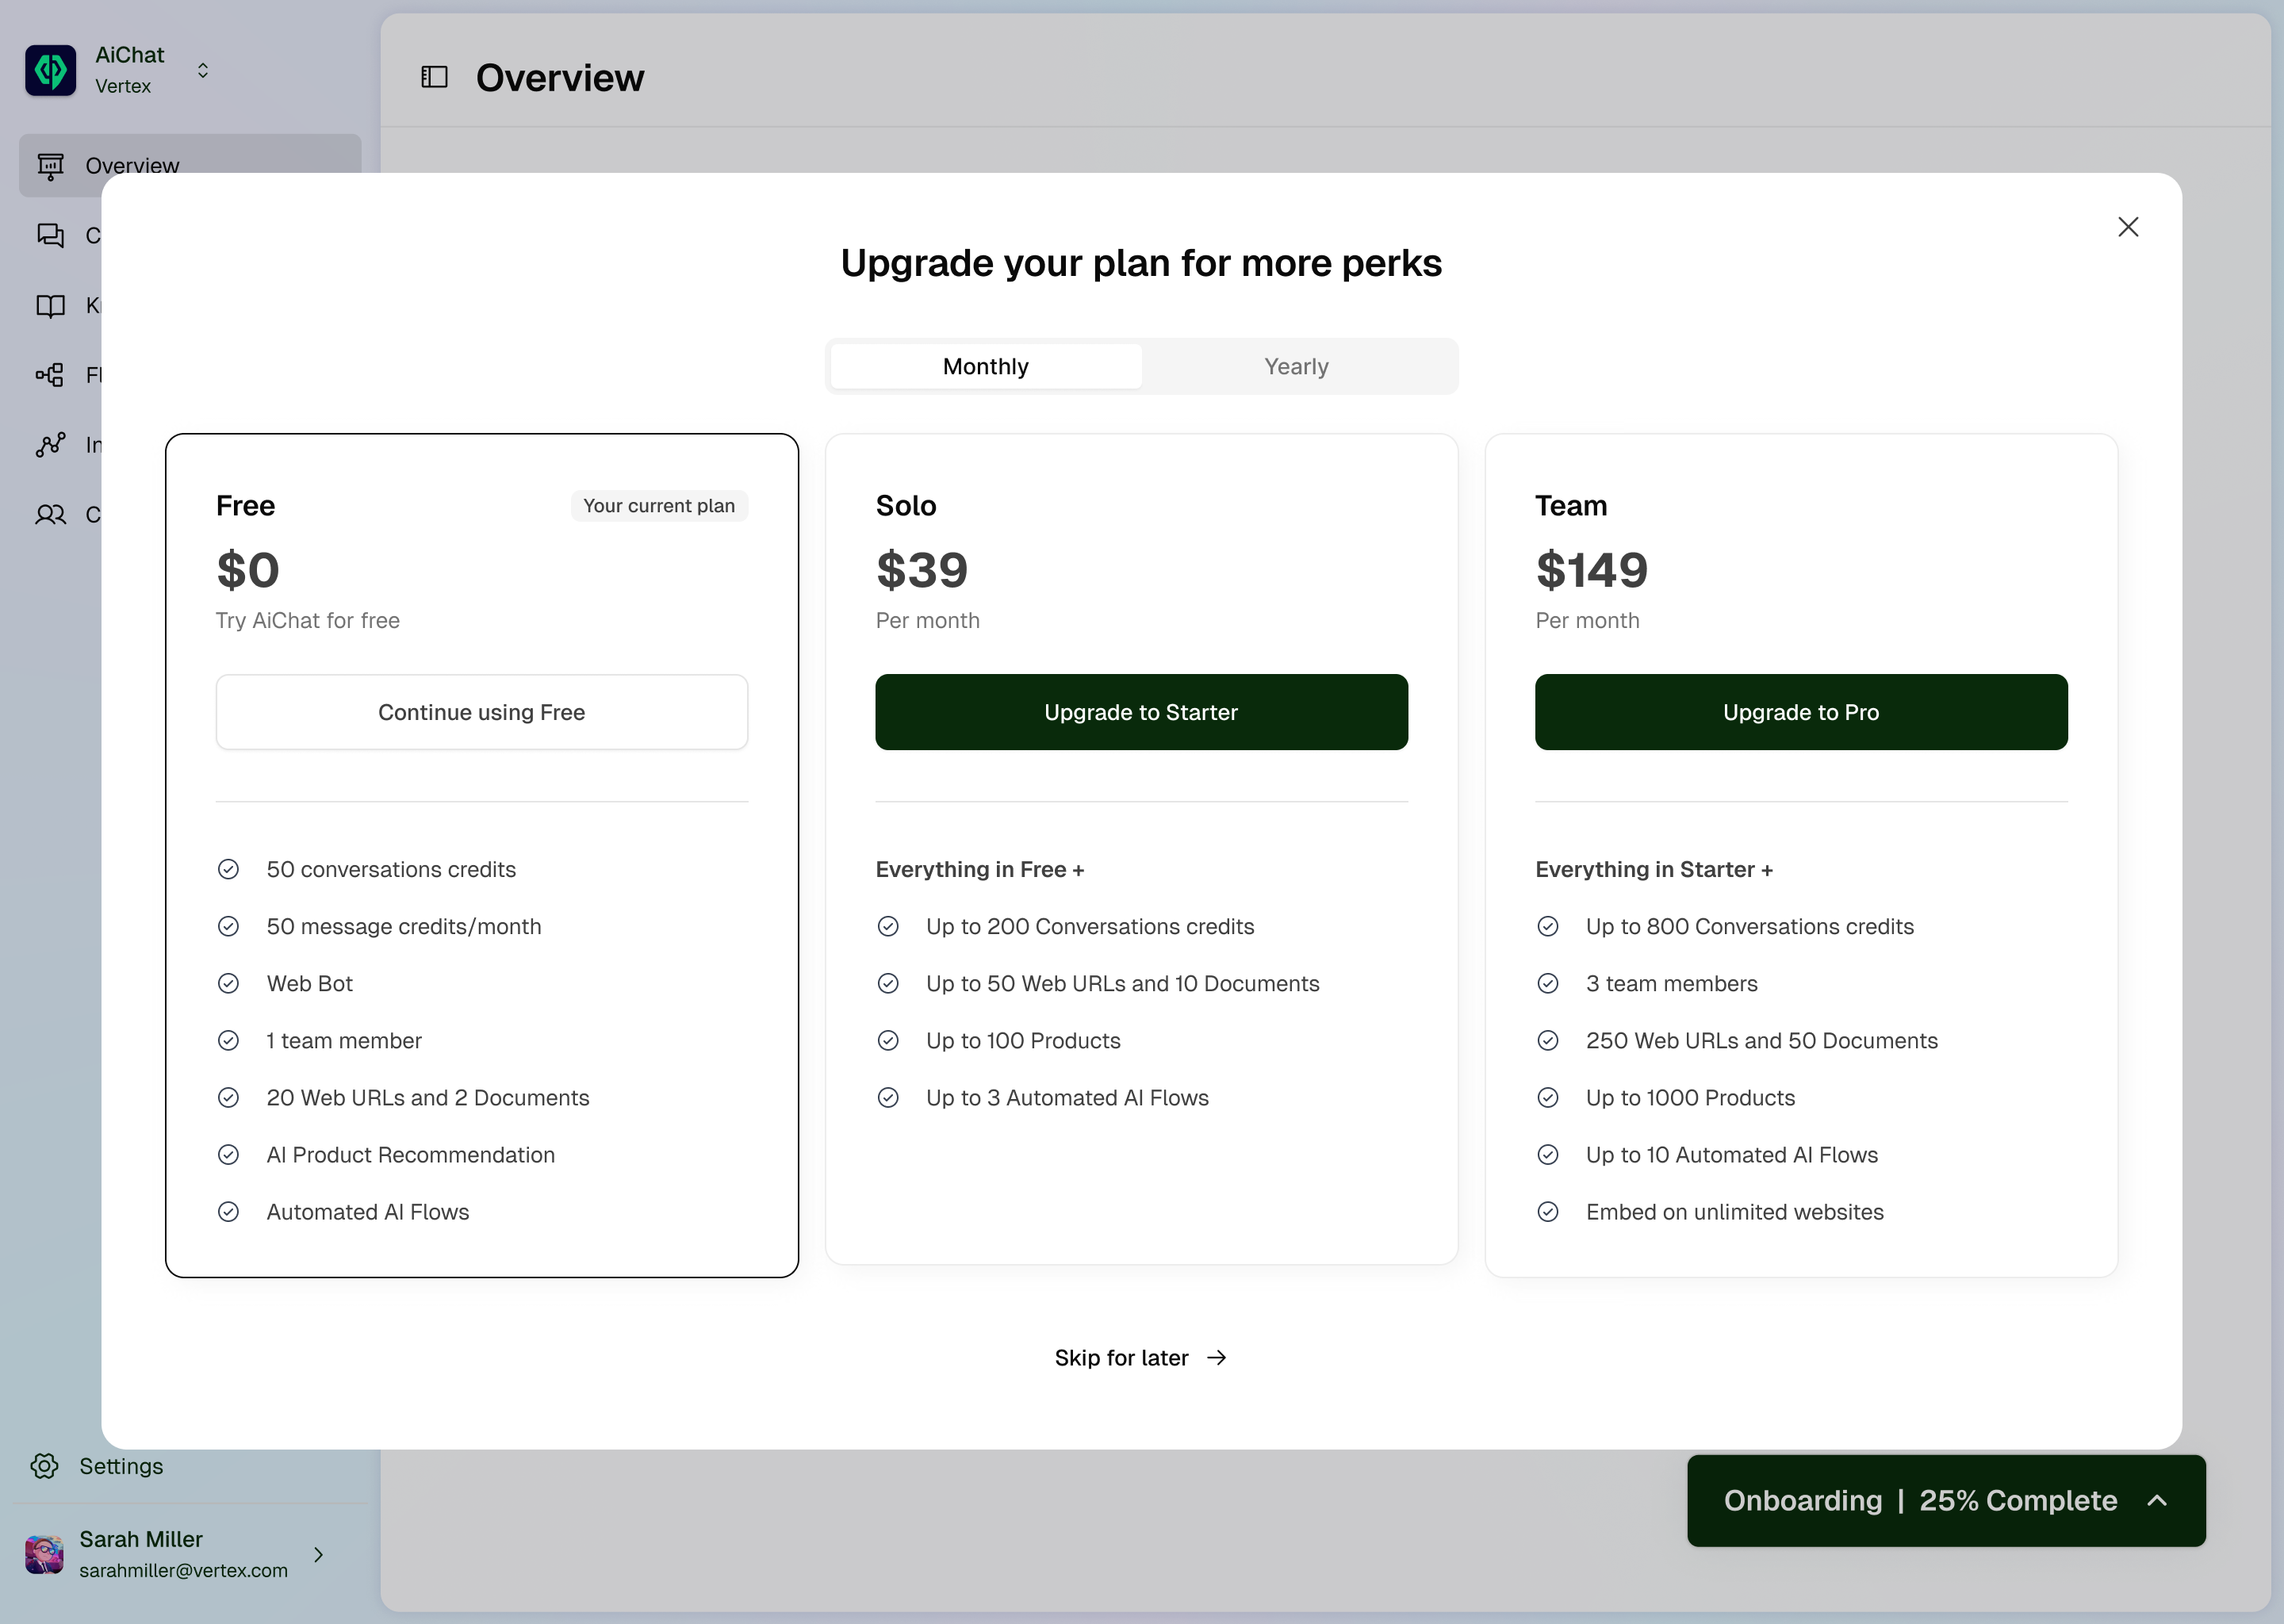 AiChat
Vertex
Overview
Overview
Settings
Sarah Miller
sarahmiller@vertex.com
Upgrade your plan for more perks
Monthly
Yearly
Free
Your current plan
$0
Try AiChat for free
Continue using Free
50 conversations credits
50 message credits/month
Web Bot
1 team member
20 Web URLs and 2 Documents
AI Product Recommendation
Automated AI Flows
Solo
$39
Per month
Upgrade to Starter
Everything in Free +
Up to 200 Conversations credits
Up to 50 Web URLs and 10 Documents
Up to 100 Products
Up to 3 Automated AI Flows
Team
$149
Per month
Upgrade to Pro
Everything in Starter +
Up to 800 Conversations credits
3 team members
250 Web URLs and 50 Documents
Up to 1000 Products
Up to 10 Automated AI Flows
Embed on unlimited websites
Skip for later
Onboarding | 25% Complete